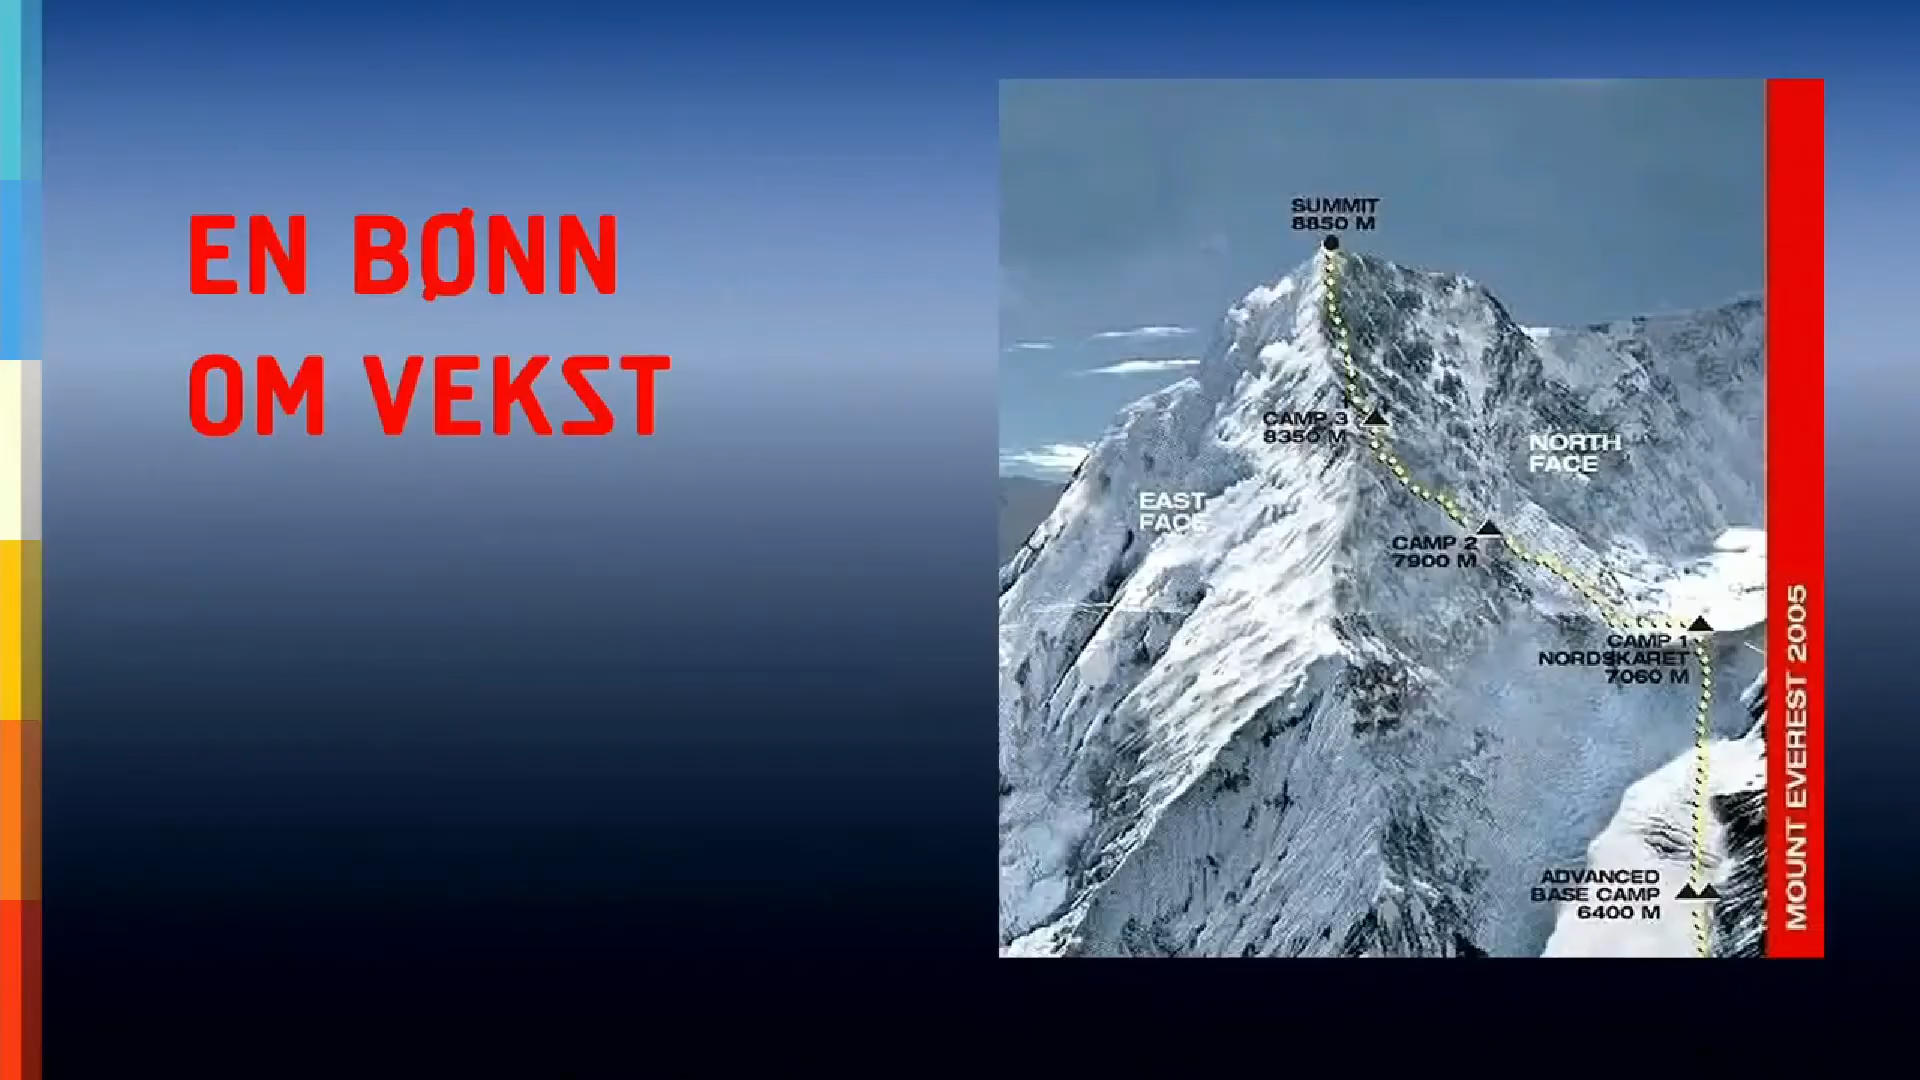 EN BØNN
OM VEKST
SUMMIT
8850 M
CAMP 3
8350 M
NORTH
FACE
EAST
FACE
CAMP 2
7900 M
CAMP 1
NORDSKARET
7060 M
ADVANCED
BASE CAMP
6400 M
MOUNT EVEREST 2005